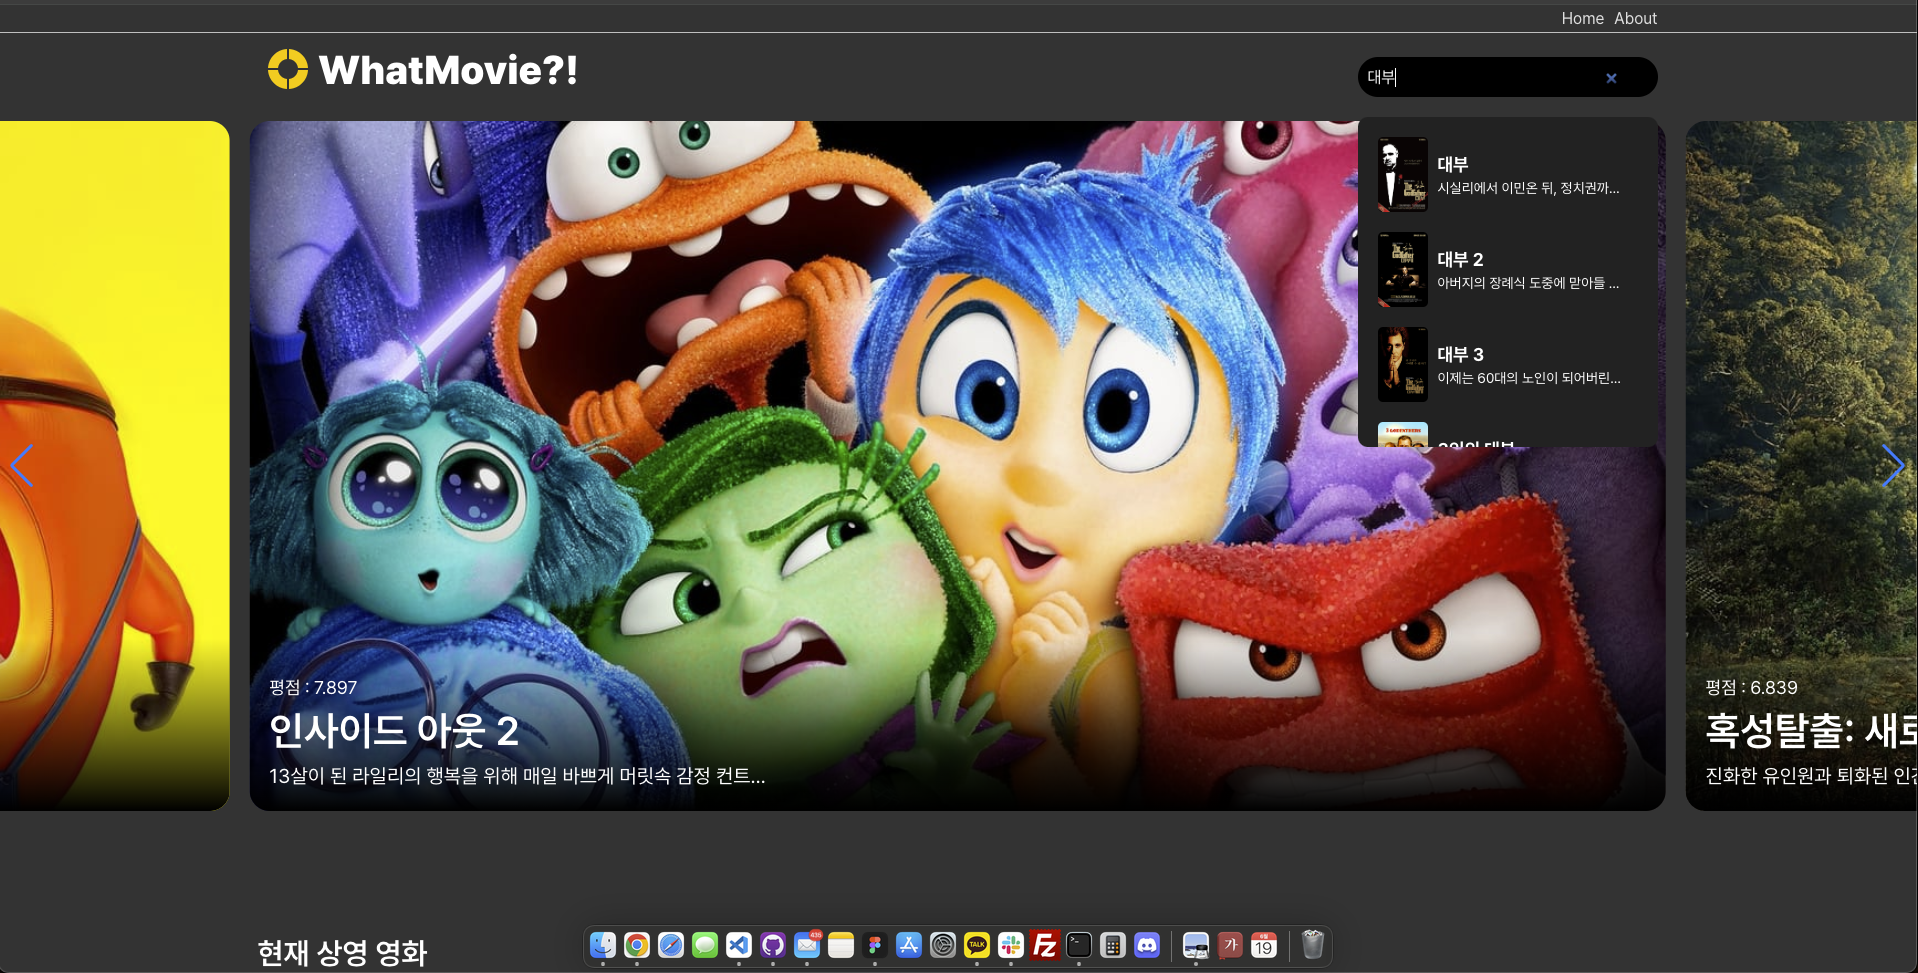 Home About
WhatMovie?!
대부
대부
시실리에서 이민온 뒤, 정치권까...
대부 2
아버지의 장례식 도중에 맏아들 ...
대부 3
이제는 60대의 노인이 되어버린...
평점 : 7.897
인사이드 아웃 2
13살이 된 라일리의 행복을 위해 매일 바쁘게 머릿속 감정 컨트...
평점 : 6.839
혹성탈출: 새로
진화한 유인원과 퇴화된 인간
현재 상영 영화
TALK
FZ
가
19